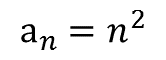 aₙ = n²